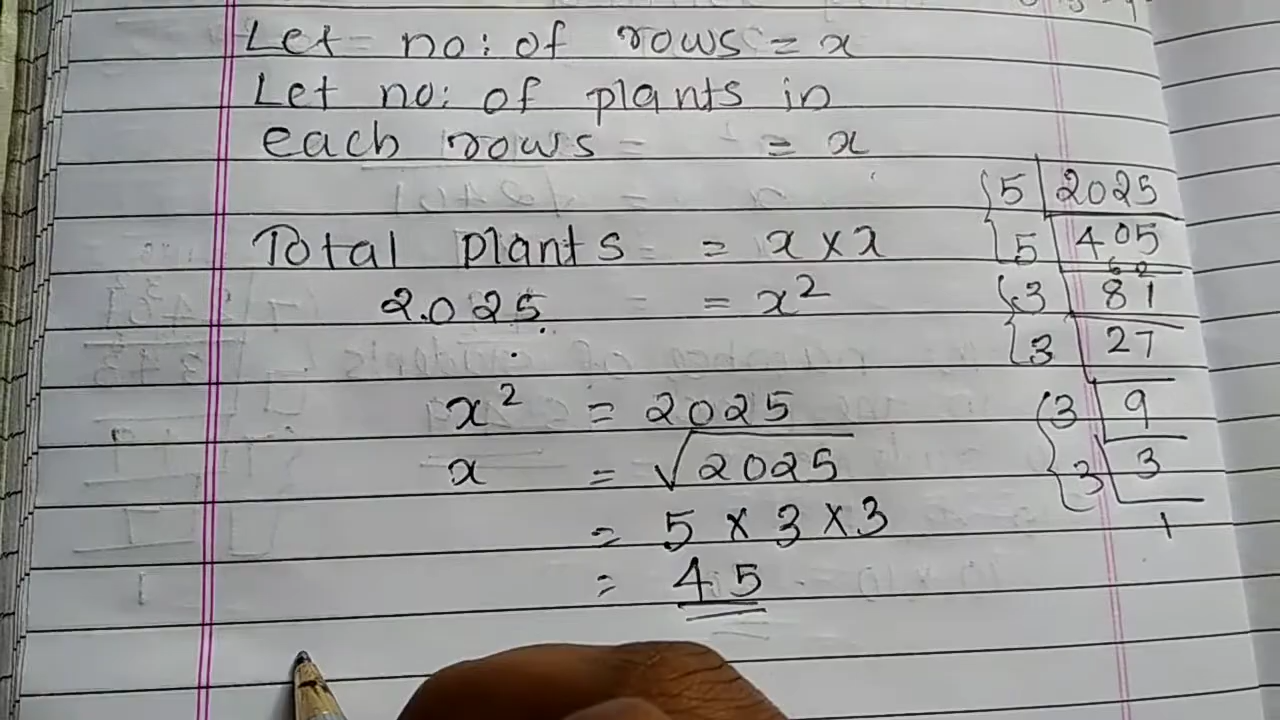 Let no: of rows = x
Let no: of plants in
each rows = = x
Total plants = x × x
2025 = x²
x² = 2025
x = √2025
= 5 × 3 × 3
= 45
5 | 2025
5 | 405
3 | 81
3 | 27
3 | 9
3 | 3
1